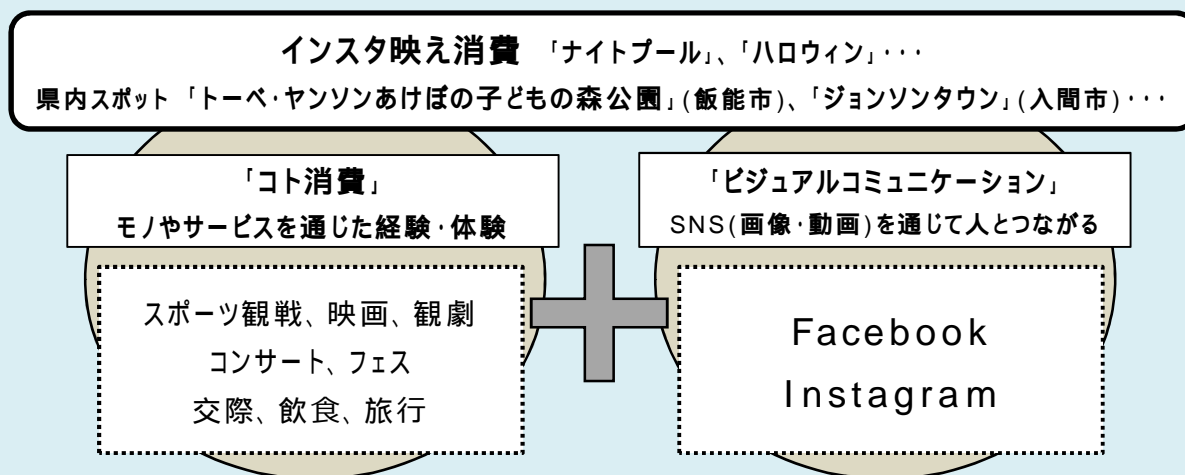 インスタ映え消費 「ナイトプール」、「ハロウィン」・・・
県内スポット 「トーベ・ヤンソンあけぼの子どもの森公園」(飯能市)、「ジョンソンタウン」(入間市)・・・
「コト消費」
モノやサービスを通じた経験・体験
スポーツ観戦、映画、観劇
コンサート、フェス
交際、飲食、旅行
「ビジュアルコミュニケーション」
SNS(画像・動画)を通じて人とつながる
Facebook
Instagram